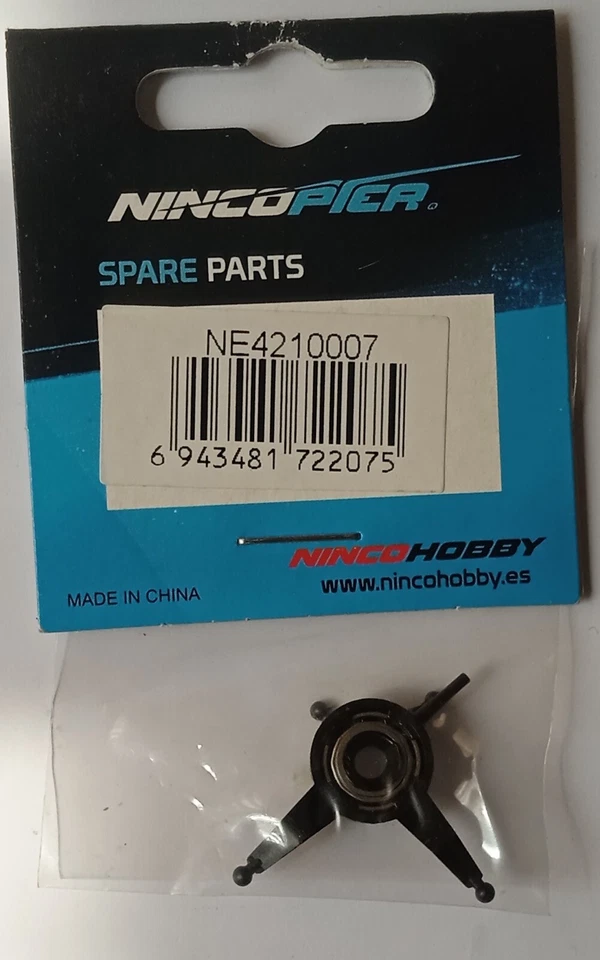 NINCOPTER
SPARE PARTS
NE4210007
6 943481 722075
NINCOHOBBY
www.nincohobby.es
MADE IN CHINA